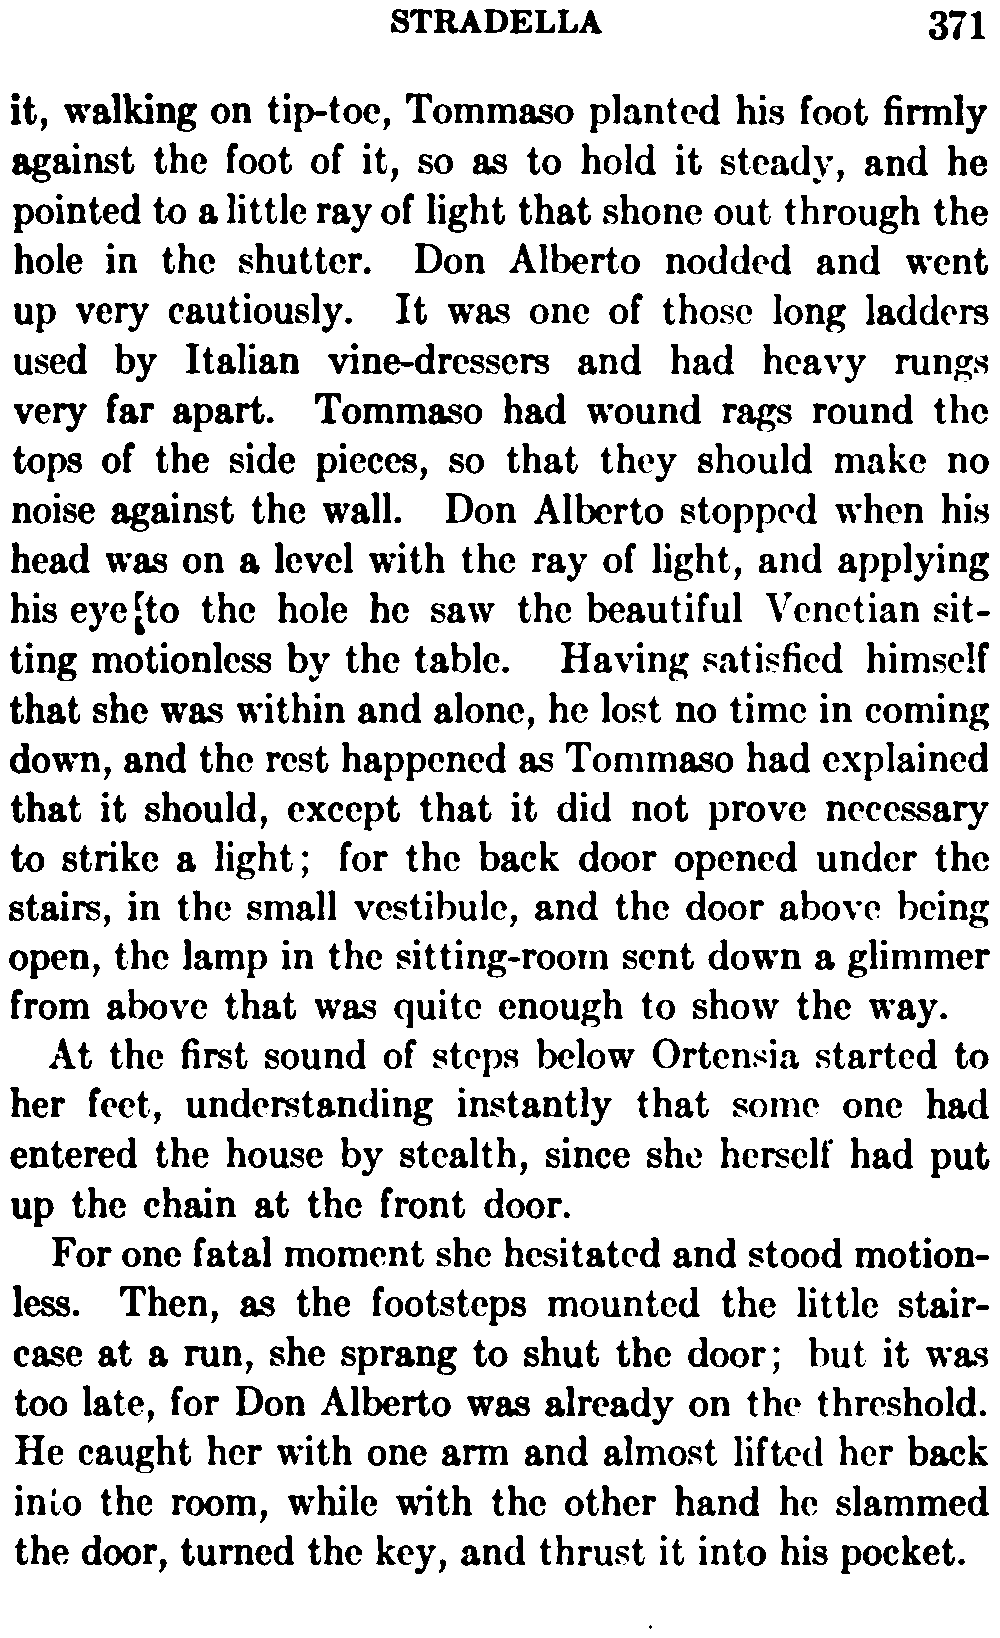 STRADELLA 371
it, walking on tip-toe, Tommaso planted his foot firmly
against the foot of it, so as to hold it steady, and he
pointed to a little ray of light that shone out through the
hole in the shutter. Don Alberto nodded and went
up very cautiously. It was one of those long ladders
used by Italian vine-dressers and had heavy rungs
very far apart. Tommaso had wound rags round the
tops of the side pieces, so that they should make no
noise against the wall. Don Alberto stopped when his
head was on a level with the ray of light, and applying
his eye to the hole he saw the beautiful Venetian sit-
ting motionless by the table. Having satisfied himself
that she was within and alone, he lost no time in coming
down, and the rest happened as Tommaso had explained
that it should, except that it did not prove necessary
to strike a light; for the back door opened under the
stairs, in the small vestibule, and the door above being
open, the lamp in the sitting-room sent down a glimmer
from above that was quite enough to show the way.
At the first sound of steps below Ortensia started to
her feet, understanding instantly that some one had
entered the house by stealth, since she herself had put
up the chain at the front door.
For one fatal moment she hesitated and stood motion-
less. Then, as the footsteps mounted the little stair-
case at a run, she sprang to shut the door; but it was
too late, for Don Alberto was already on the threshold.
He caught her with one arm and almost lifted her back
into the room, while with the other hand he slammed
the door, turned the key, and thrust it into his pocket.